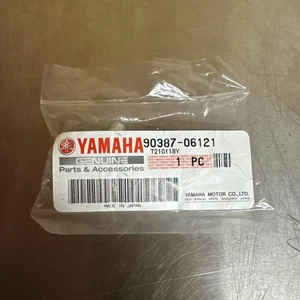 YAMAHA 90387-06121
T210118Y
GENUINE
Parts & Accessories
1 PC
YAMAHA MOTOR CO.,LTD.
MADE IN JAPAN